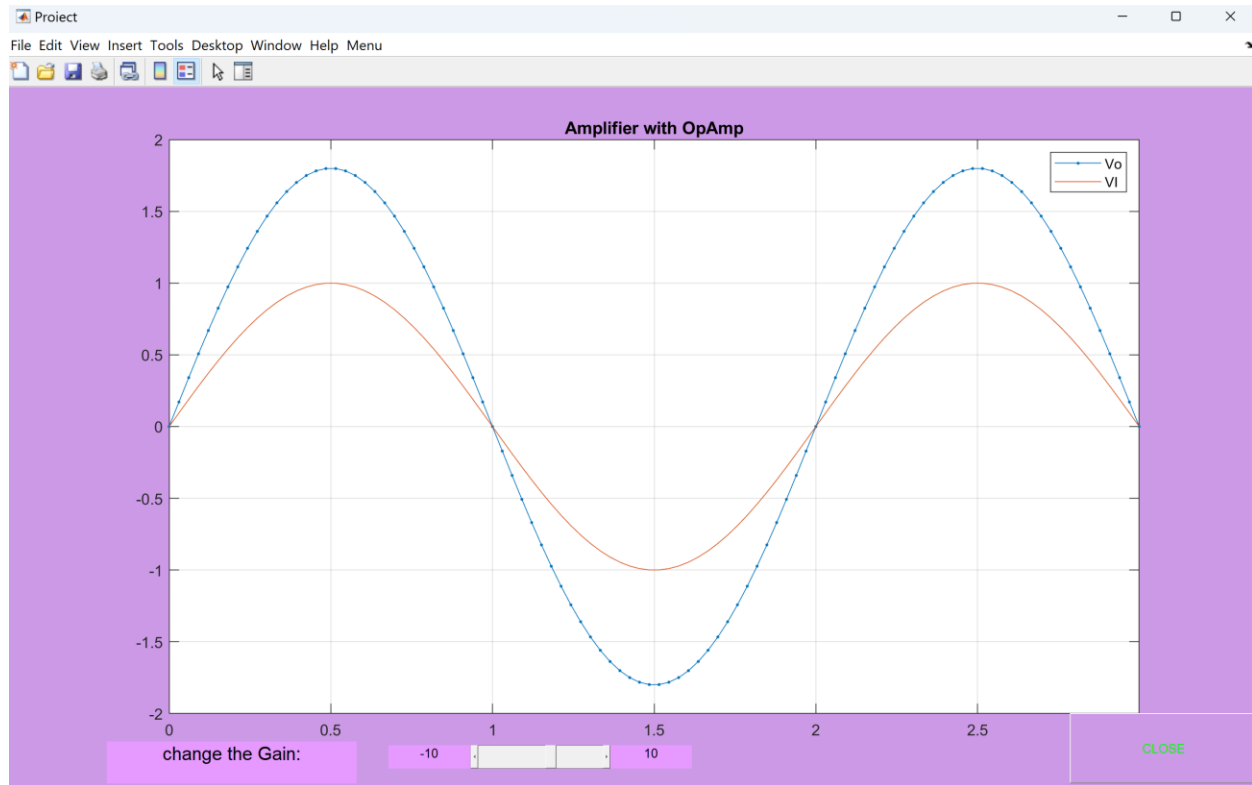 Proiect
File Edit View Insert Tools Desktop Window Help Menu
Amplifier with OpAmp
2
1.5
1
0.5
0
-0.5
-1
-1.5
-2
Vo
VI
0 0.5 1 1.5 2 2.5
change the Gain:
-10
10
CLOSE